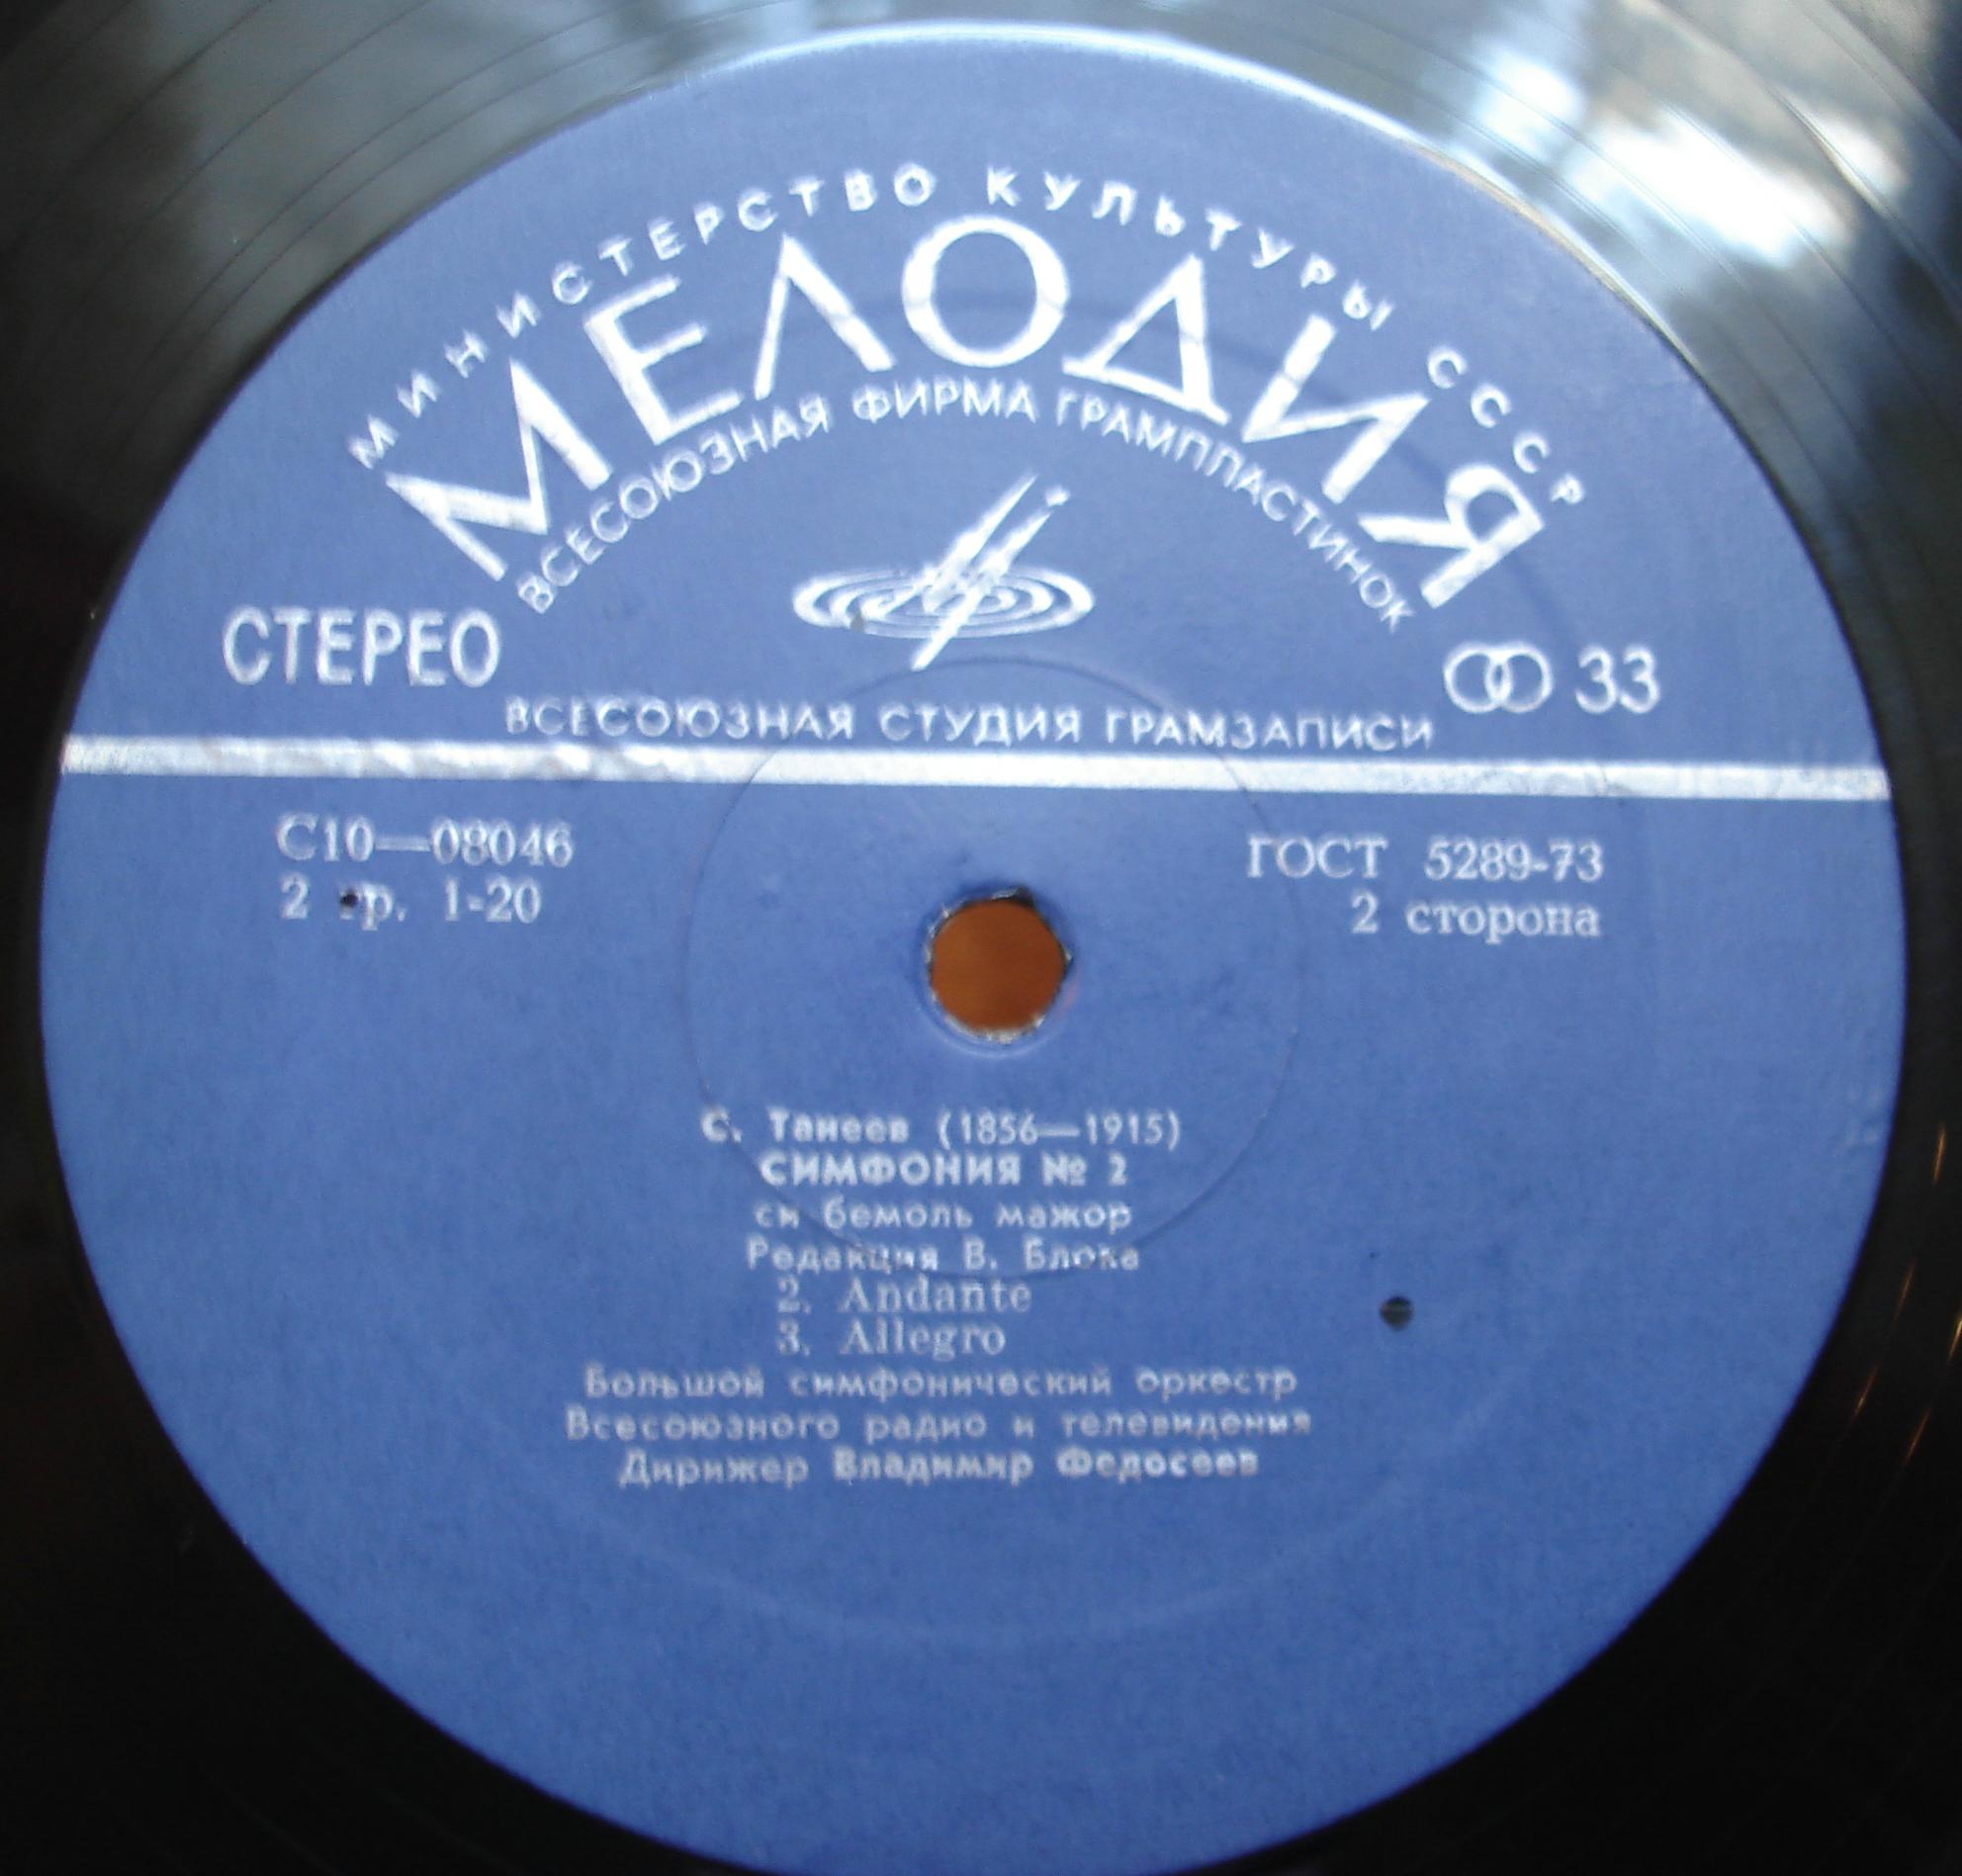 МИНИСТЕРСТВО КУЛЬТУРЫ СССР
МЕЛОДИЯ
ВСЕСОЮЗНАЯ ФИРМА ГРАМПЛАСТИНОК
СТЕРЕО
33
ВСЕСОЮЗНАЯ СТУДИЯ ГРАМЗАПИСИ
С10—08046
ГОСТ 5289-73
2 гр. 1-20
2 сторона
С. Танеев (1856—1915)
СИМФОНИЯ № 2
си бемоль мажор
Редакция В. Блока
2. Andante
3. Allegro
Большой симфонический оркестр
Всесоюзного радио и телевидения
Дирижер Владимир Федосеев